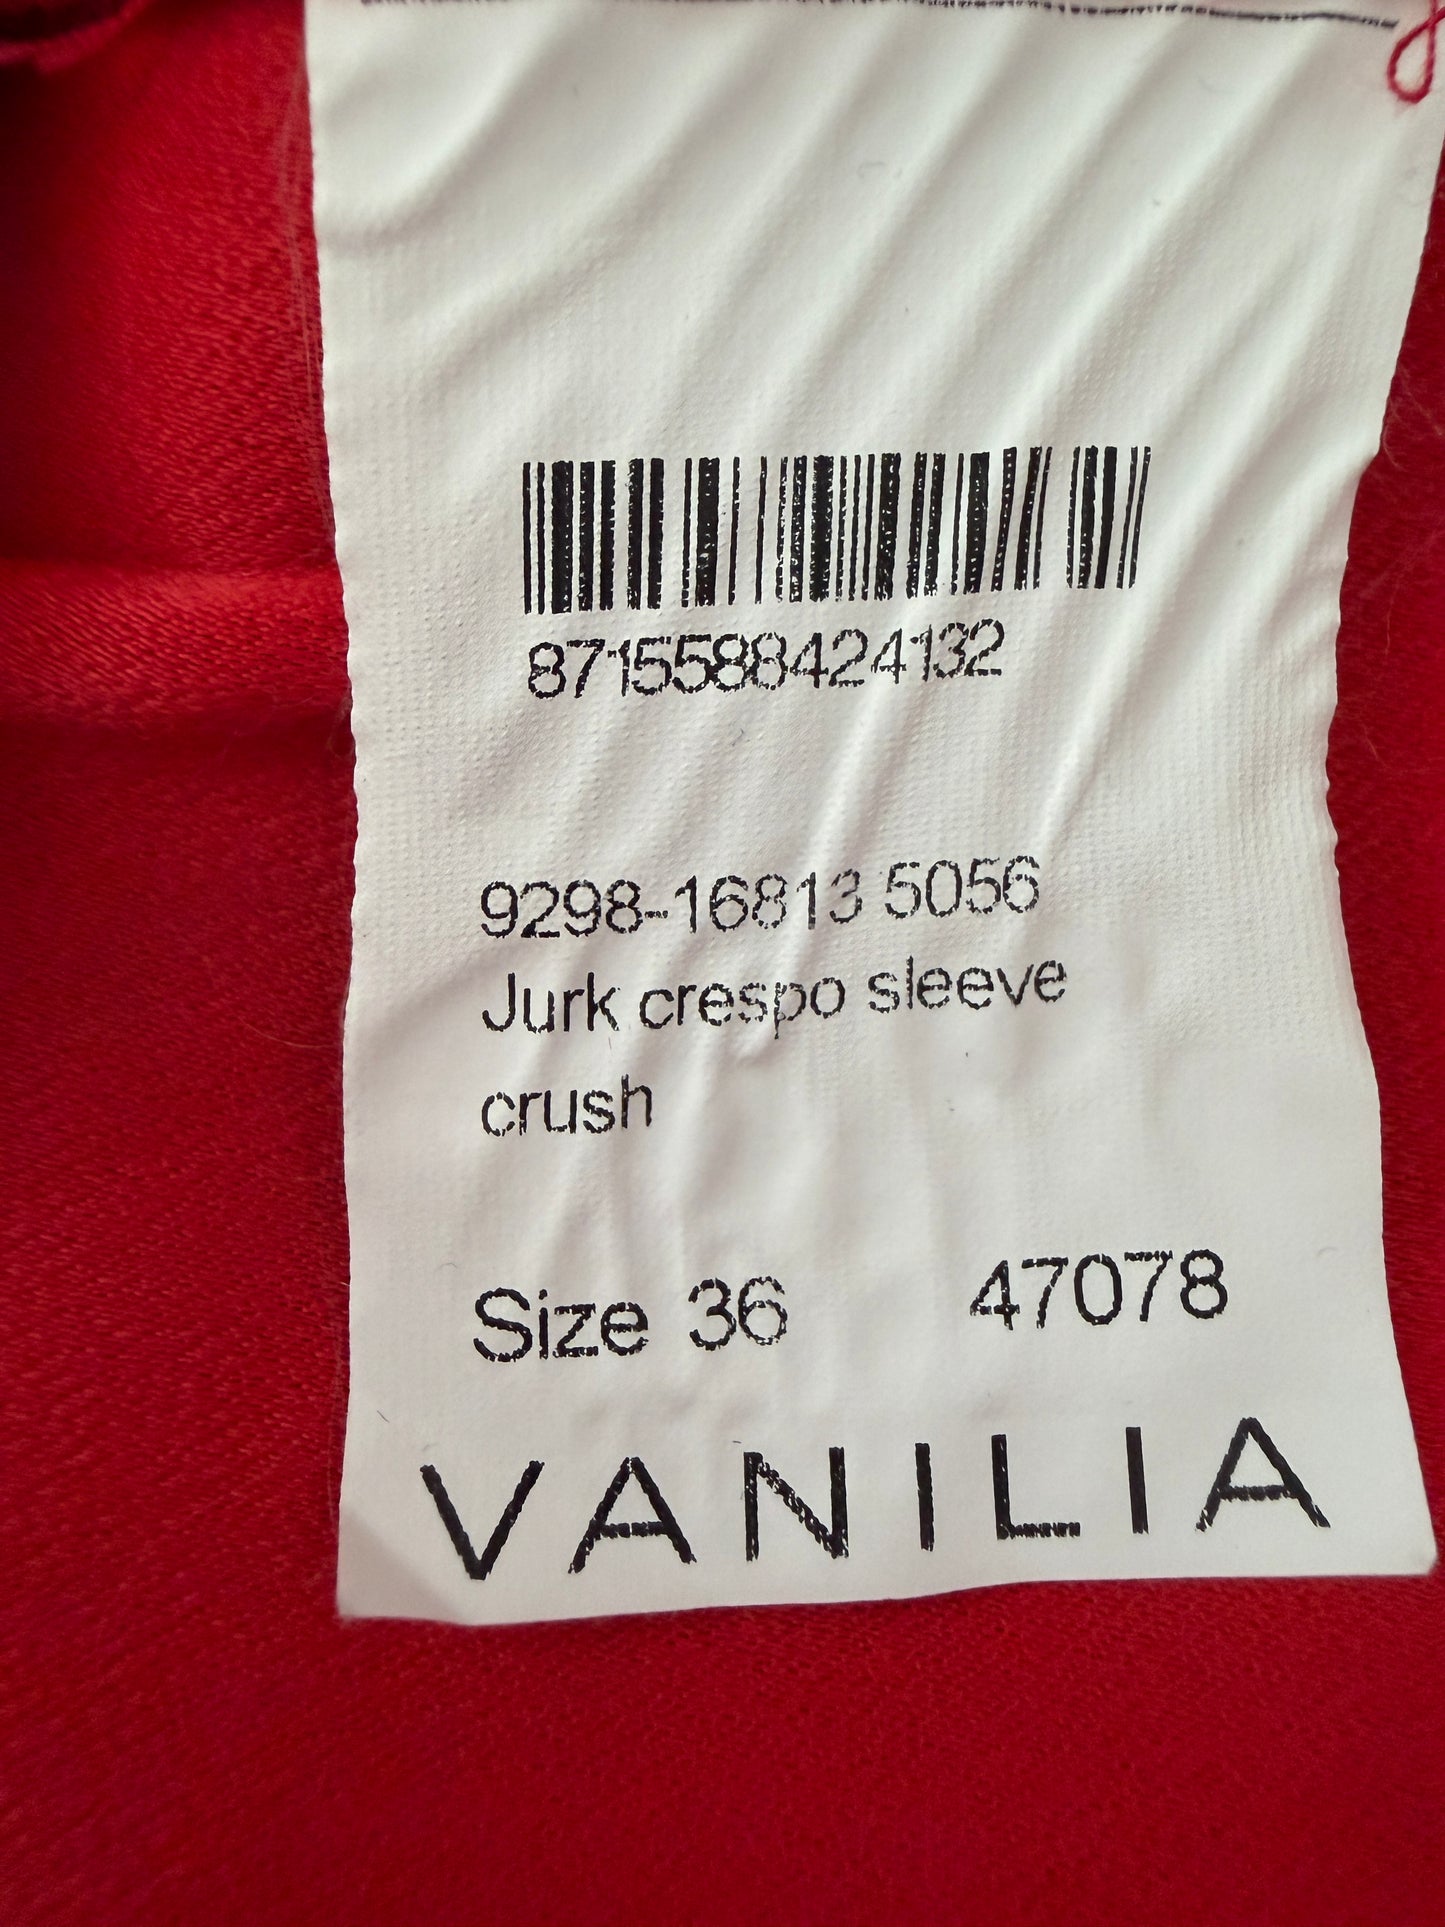 8715588424132
9298-16813 5056
Jurk crespo sleeve
crush
Size 36 47078
VANILIA